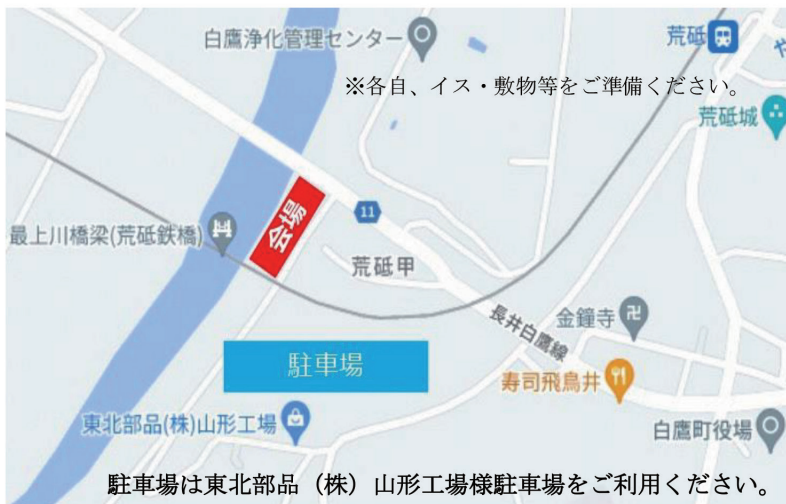 白鷹浄化管理センター
荒砥
や
※各自、イス・敷物等をご準備ください。
荒砥城
会場
11
最上川橋梁(荒砥鉄橋)
荒砥甲
長井白鷹線
金鐘寺
駐車場
寿司飛鳥井
東北部品(株)山形工場
白鷹町役場
駐車場は東北部品（株）山形工場様駐車場をご利用ください。